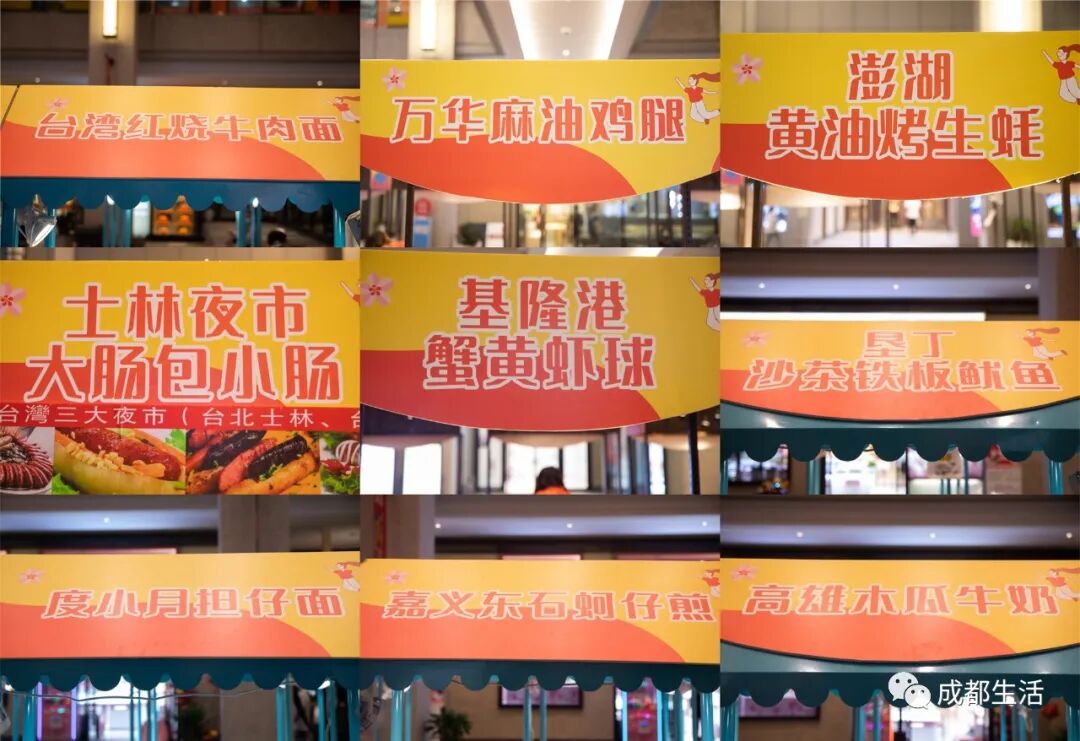 台湾红烧牛肉面
万华麻油鸡腿
澎湖
黄油烤生蚝
士林夜市
大肠包小肠
台灣三大夜市（台北士林、台
基隆港
蟹黄虾球
垦丁
沙茶铁板鱿鱼
度小月担仔面
嘉义东石蚵仔煎
高雄木瓜牛奶
成都生活